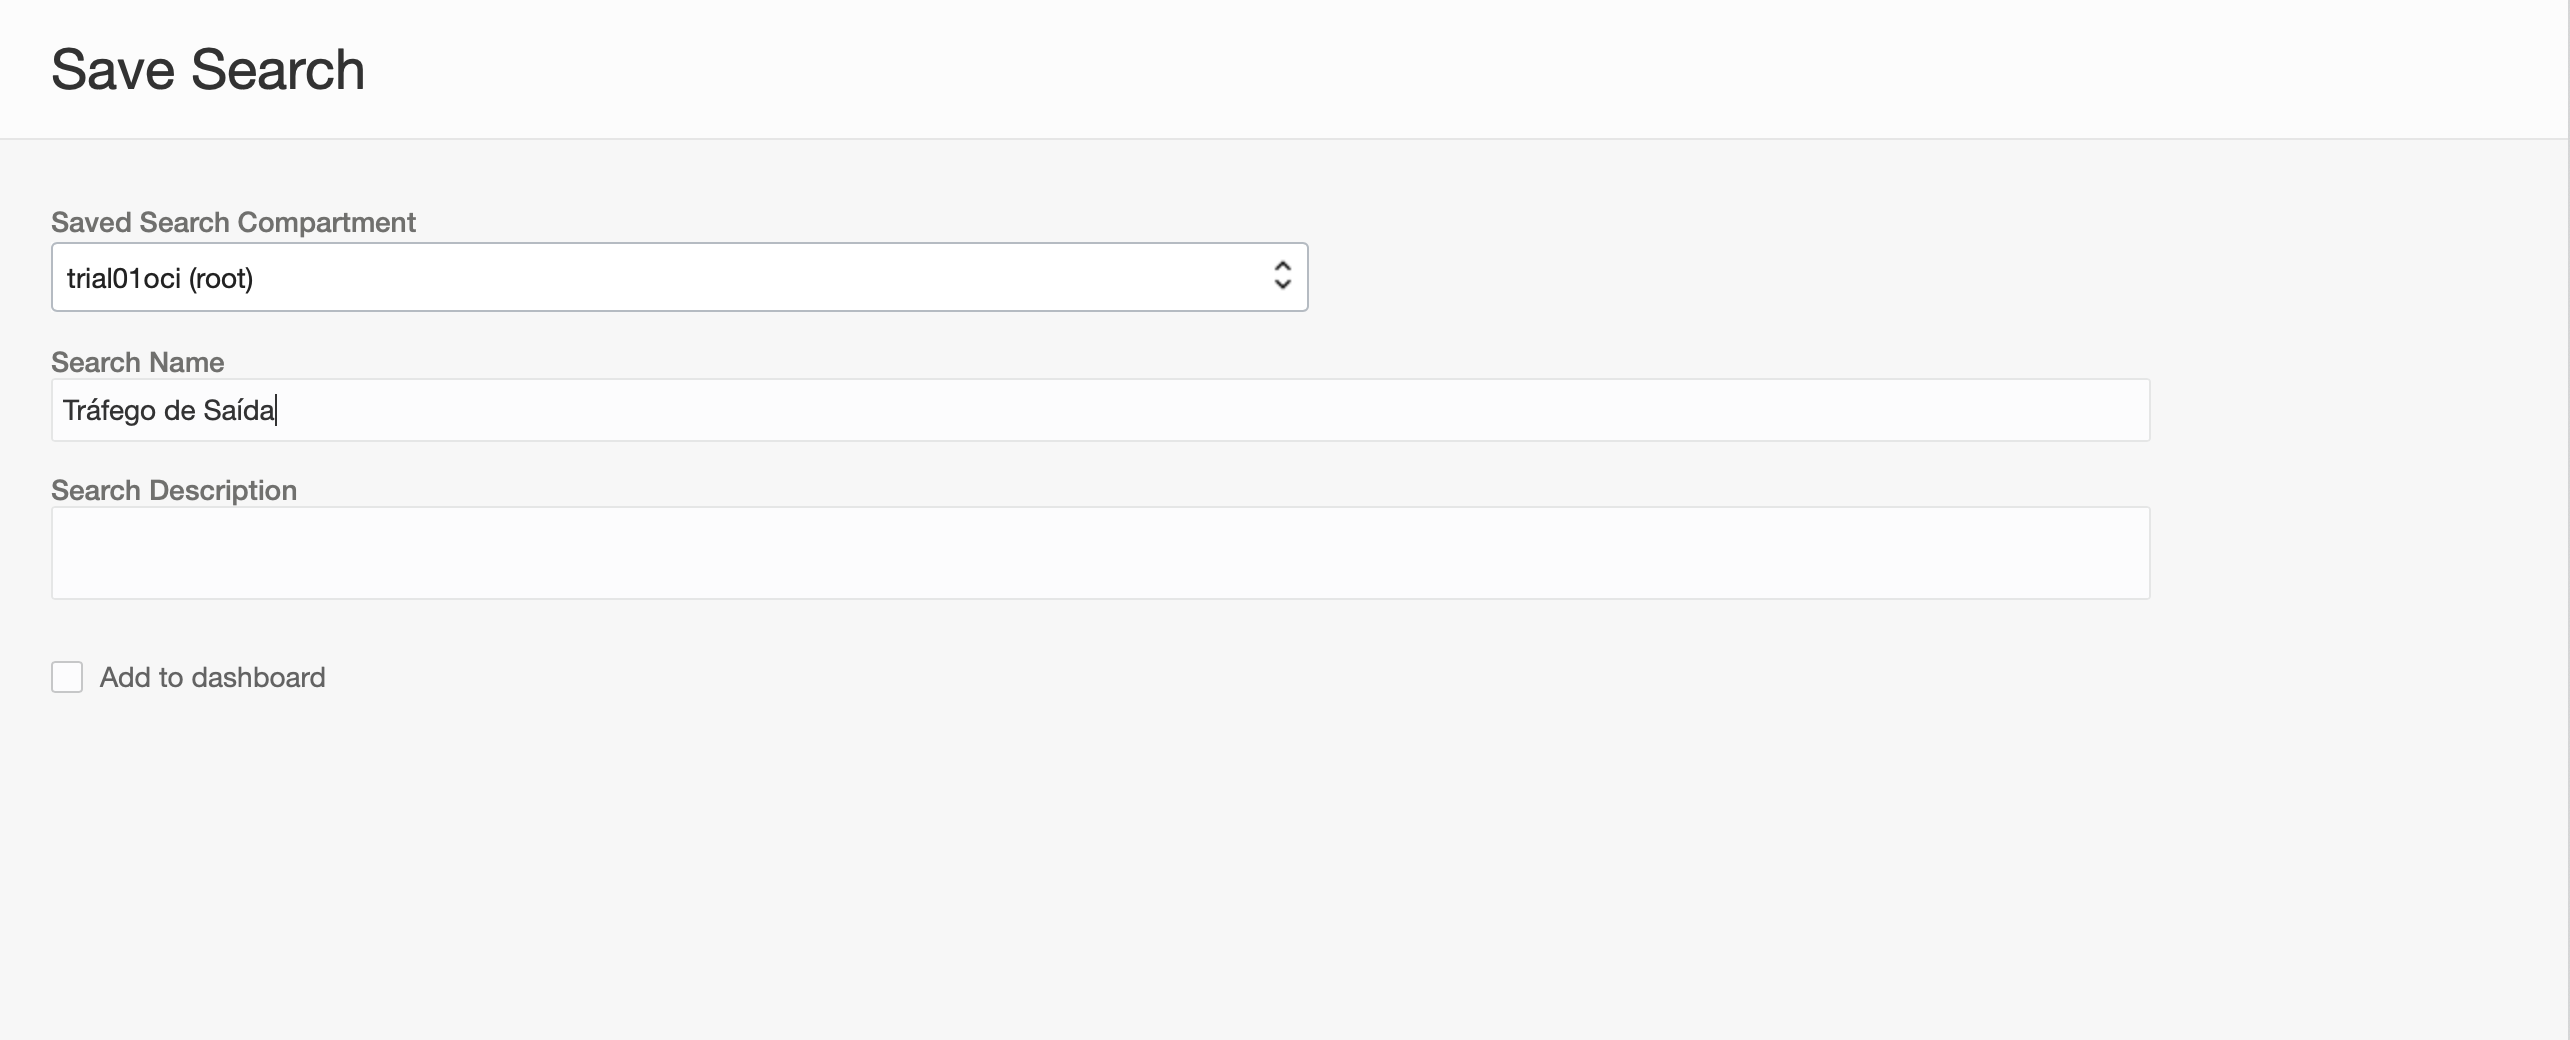 Save Search
Saved Search Compartment
trial01oci (root)
Search Name
Tráfego de Saída
Search Description
Add to dashboard